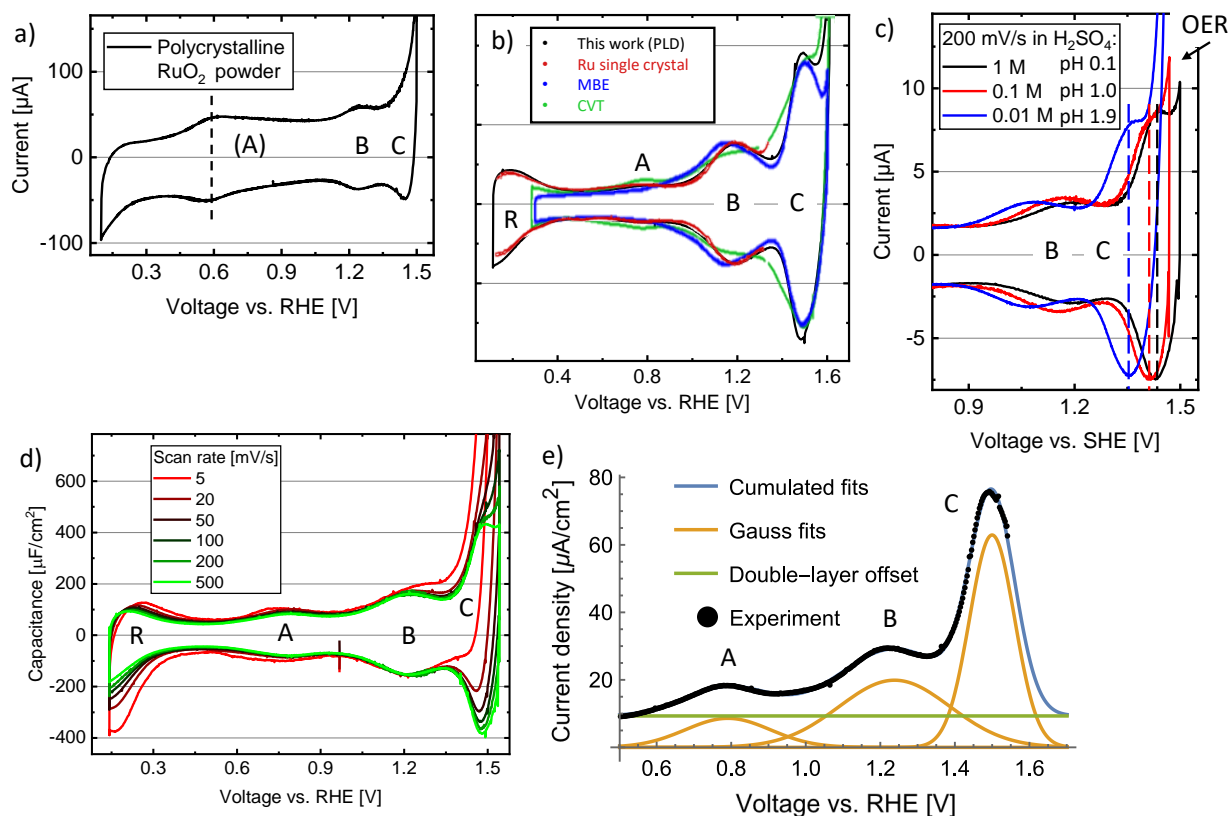 a)
Polycrystalline
RuO2 powder
100
0
-100
Current [µA]
(A)
B
C
0.3 0.6 0.9 1.2 1.5
Voltage vs. RHE [V]
b)
This work (PLD)
Ru single crystal
MBE
CVT
R
A
B
C
0.4 0.8 1.2 1.6
Voltage vs. RHE [V]
c)
200 mV/s in H2SO4:
1 M pH 0.1
0.1 M pH 1.0
0.01 M pH 1.9
OER
10
5
0
-5
Current [µA]
B
C
0.9 1.2 1.5
Voltage vs. SHE [V]
d)
Scan rate [mV/s]
5
20
50
100
200
500
600
400
200
0
-200
-400
Capacitance [µF/cm²]
R
A
B
C
0.3 0.6 0.9 1.2 1.5
Voltage vs. RHE [V]
e)
Cumulated fits
Gauss fits
Double–layer offset
Experiment
80
60
40
20
Current density [µA/cm²]
A
B
C
0.6 0.8 1.0 1.2 1.4 1.6
Voltage vs. RHE [V]